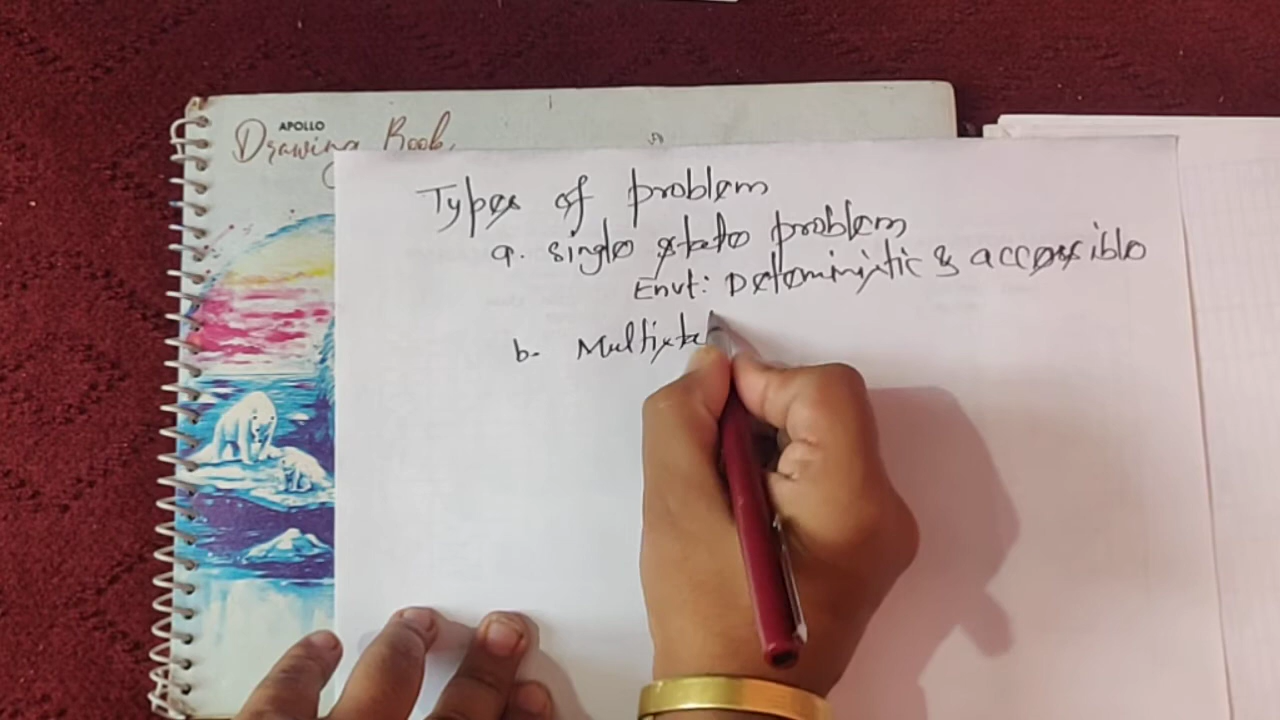 APOLLO
Drawing Book
Types of problem
a. single state problem
Envt: Deterministic & accessible
b. Multista